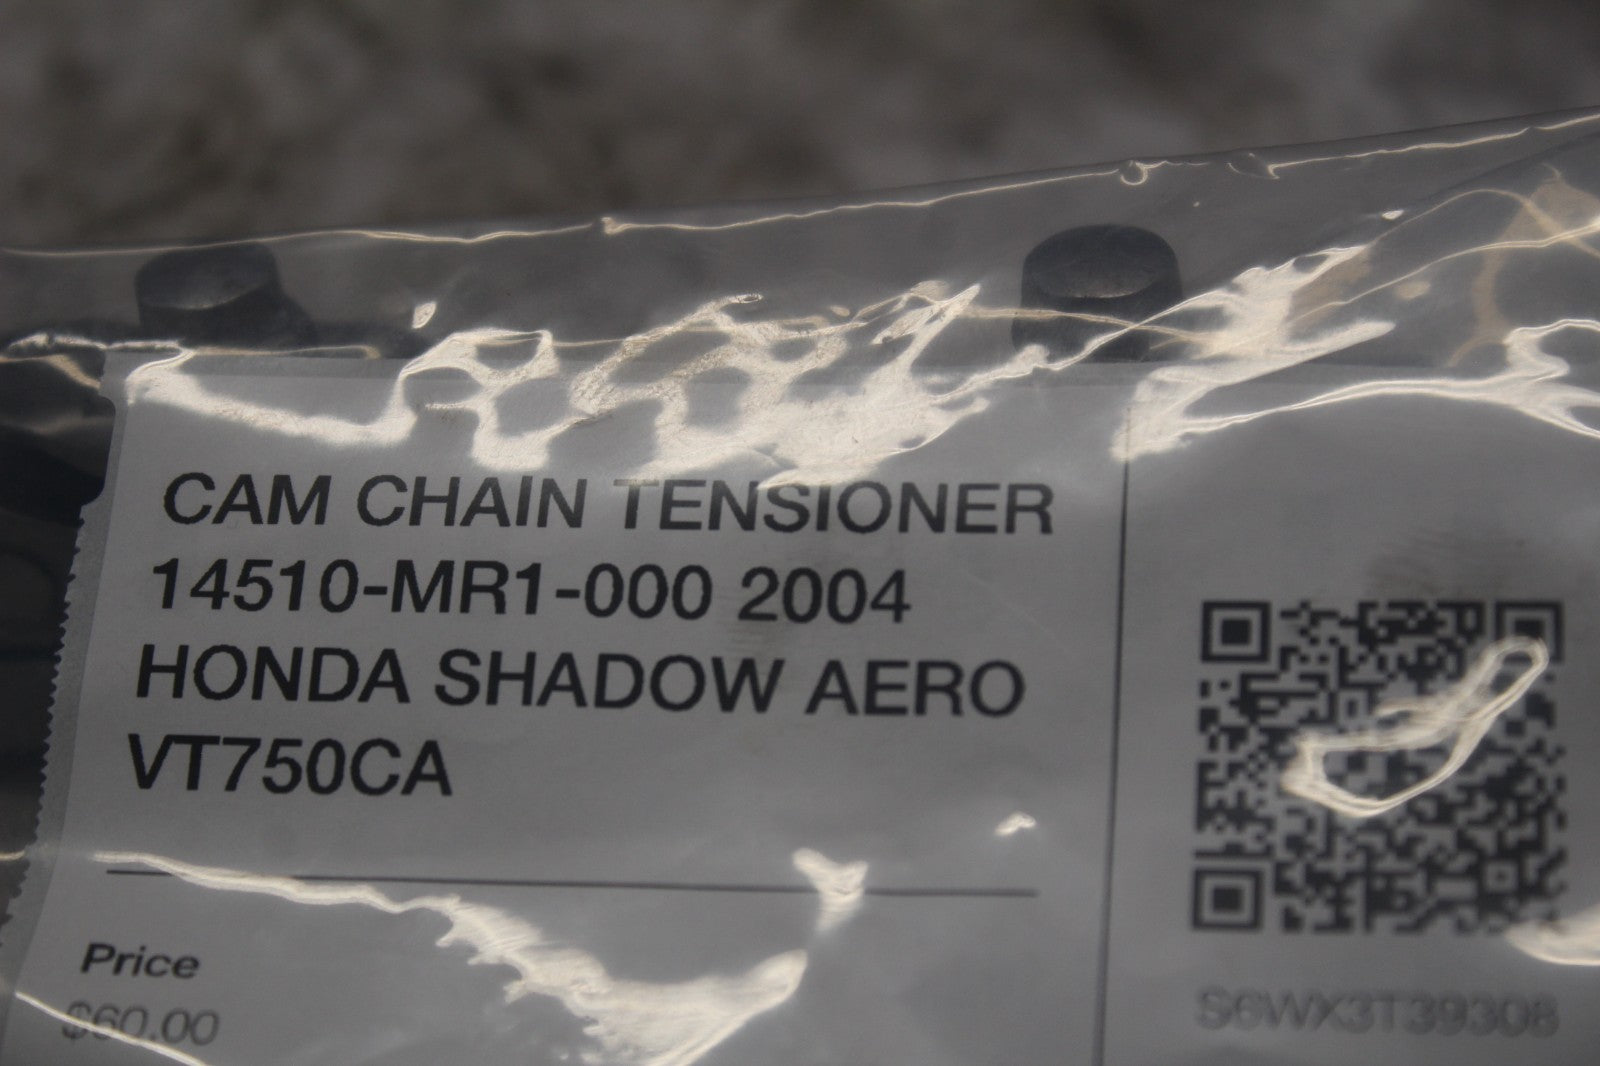 CAM CHAIN TENSIONER
14510-MR1-000 2004
HONDA SHADOW AERO
VT750CA
Price
$60.00
S6WX3T39308